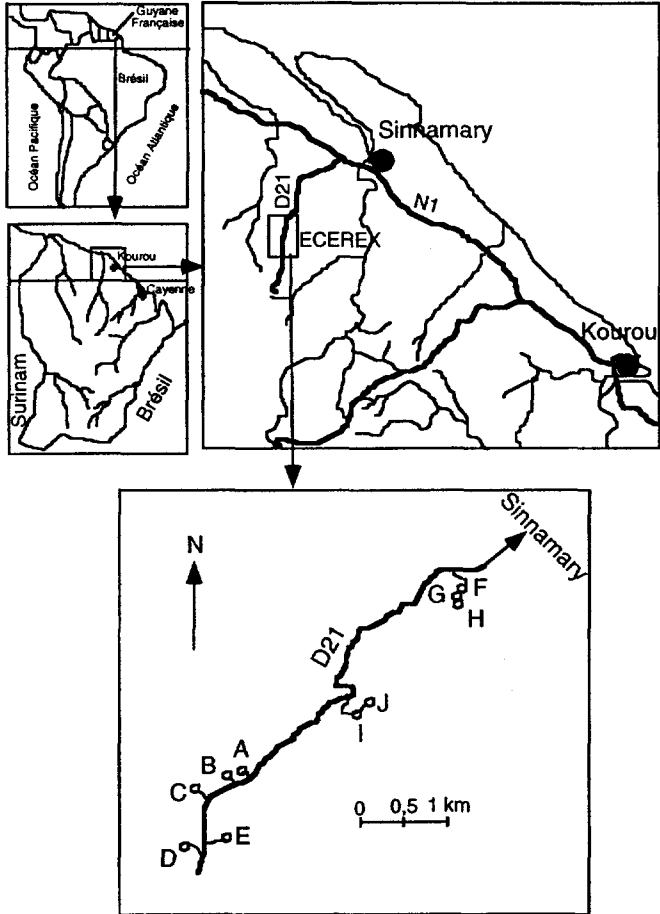 Guyane
Française
Brésil
Océan Pacifique
Océan Atlantique
Kourou
Cayenne
Surinam
Brésil
Sinnamary
D21
N1
ECEREX
Kourou
Sinnamary
N
F
G
H
D21
J
I
A
B
C
E
D
0 0,5 1 km